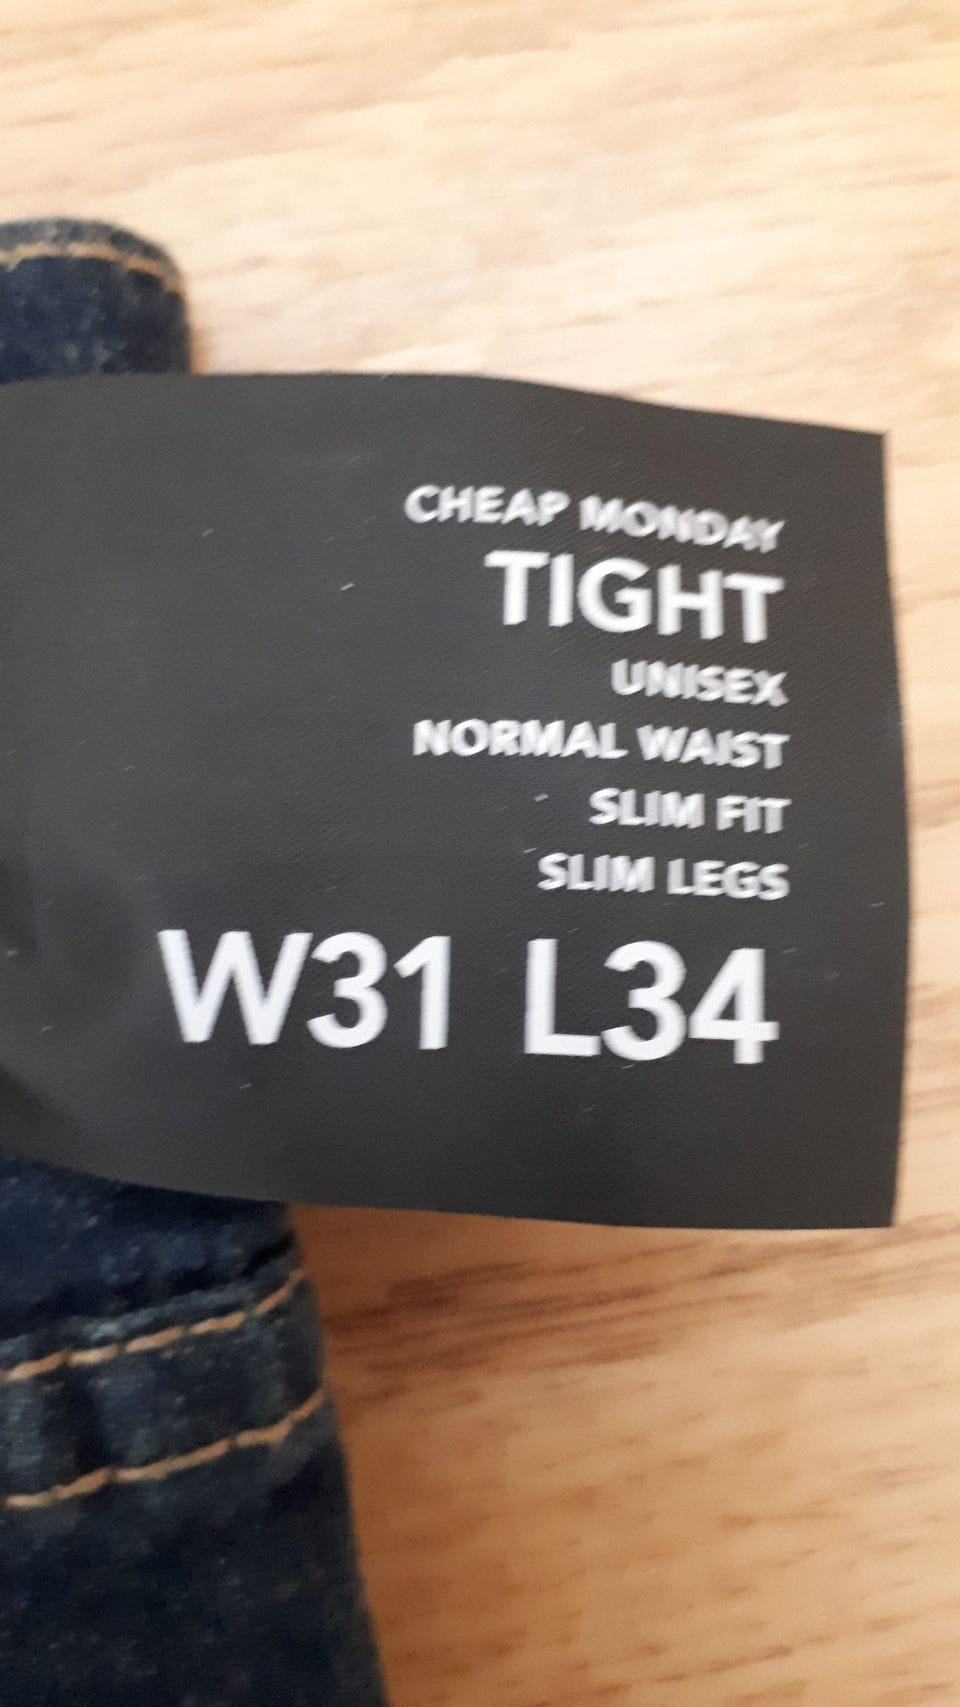 CHEAP MONDAY
TIGHT
UNISEX
NORMAL WAIST
SLIM FIT
SLIM LEGS
W31 L34